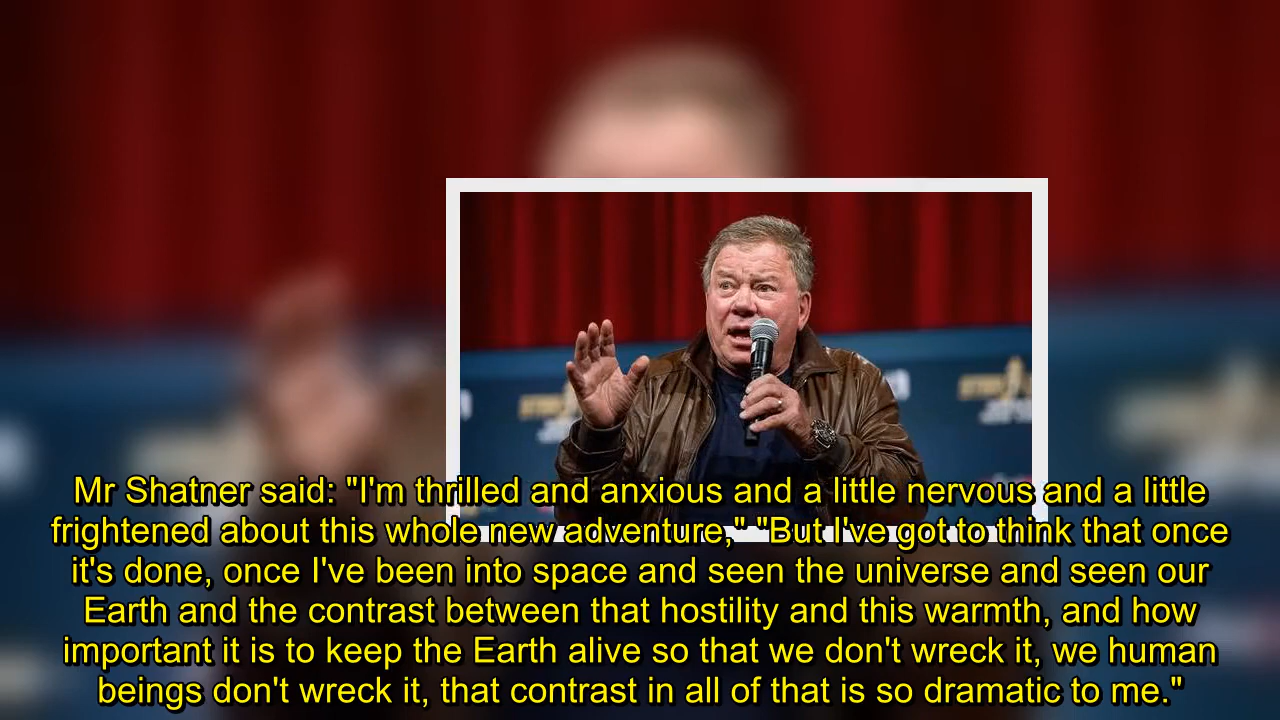 Mr Shatner said: "I'm thrilled and anxious and a little nervous and a little
frightened about this whole new adventure," "But I've got to think that once
it's done, once I've been into space and seen the universe and seen our
Earth and the contrast between that hostility and this warmth, and how
important it is to keep the Earth alive so that we don't wreck it, we human
beings don't wreck it, that contrast in all of that is so dramatic to me."